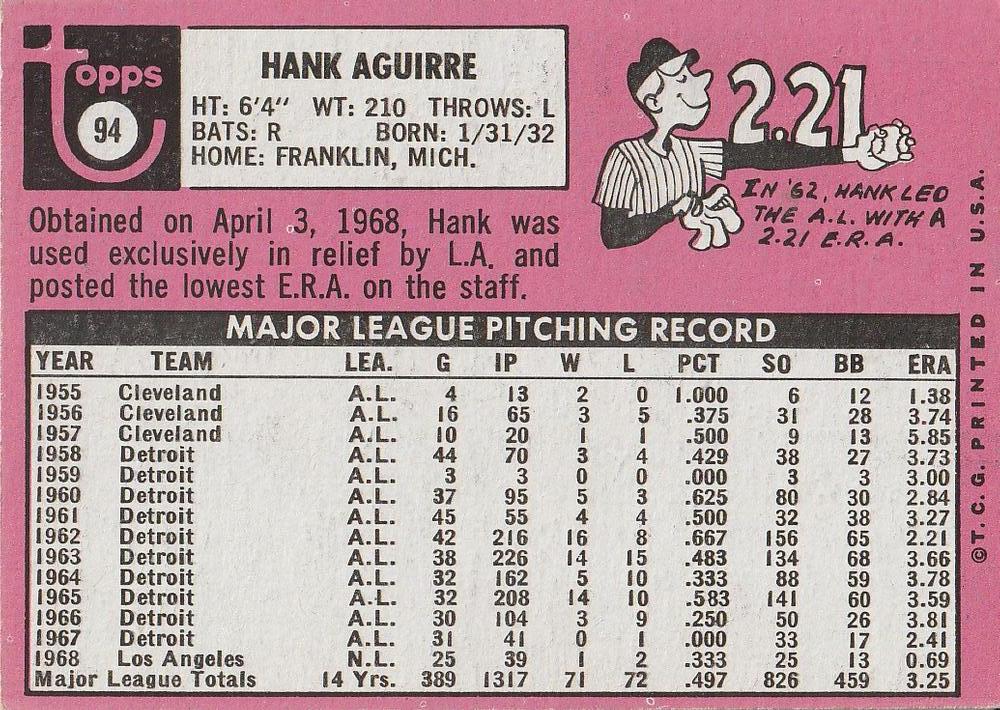 Topps
94
HANK AGUIRRE
HT: 6'4" WT: 210 THROWS: L
BATS: R BORN: 1/31/32
HOME: FRANKLIN, MICH.
2.21
IN '62, HANK LED
THE A.L. WITH A
2.21 E.R.A.
Obtained on April 3, 1968, Hank was
used exclusively in relief by L.A. and
posted the lowest E.R.A. on the staff.
MAJOR LEAGUE PITCHING RECORD
YEAR TEAM LEA. G IP W L PCT SO BB ERA
1955 Cleveland A.L. 4 13 2 0 1.000 6 12 1.38
1956 Cleveland A.L. 16 65 3 5 .375 31 28 3.74
1957 Cleveland A.L. 10 20 1 1 .500 9 13 5.85
1958 Detroit A.L. 44 70 3 4 .429 38 27 3.73
1959 Detroit A.L. 3 3 0 0 .000 3 3 3.00
1960 Detroit A.L. 37 95 5 3 .625 80 30 2.84
1961 Detroit A.L. 45 55 4 4 .500 32 38 3.27
1962 Detroit A.L. 42 216 16 8 .667 156 65 2.21
1963 Detroit A.L. 38 226 14 15 .483 134 68 3.66
1964 Detroit A.L. 32 162 5 10 .333 88 59 3.78
1965 Detroit A.L. 32 208 14 10 .583 141 60 3.59
1966 Detroit A.L. 30 104 3 9 .250 50 26 3.81
1967 Detroit A.L. 31 41 0 1 .000 33 17 2.41
1968 Los Angeles N.L. 25 39 1 2 .333 25 13 0.69
Major League Totals 14 Yrs. 389 1317 71 72 .497 826 459 3.25
©T. C. G. PRINTED IN U.S.A.